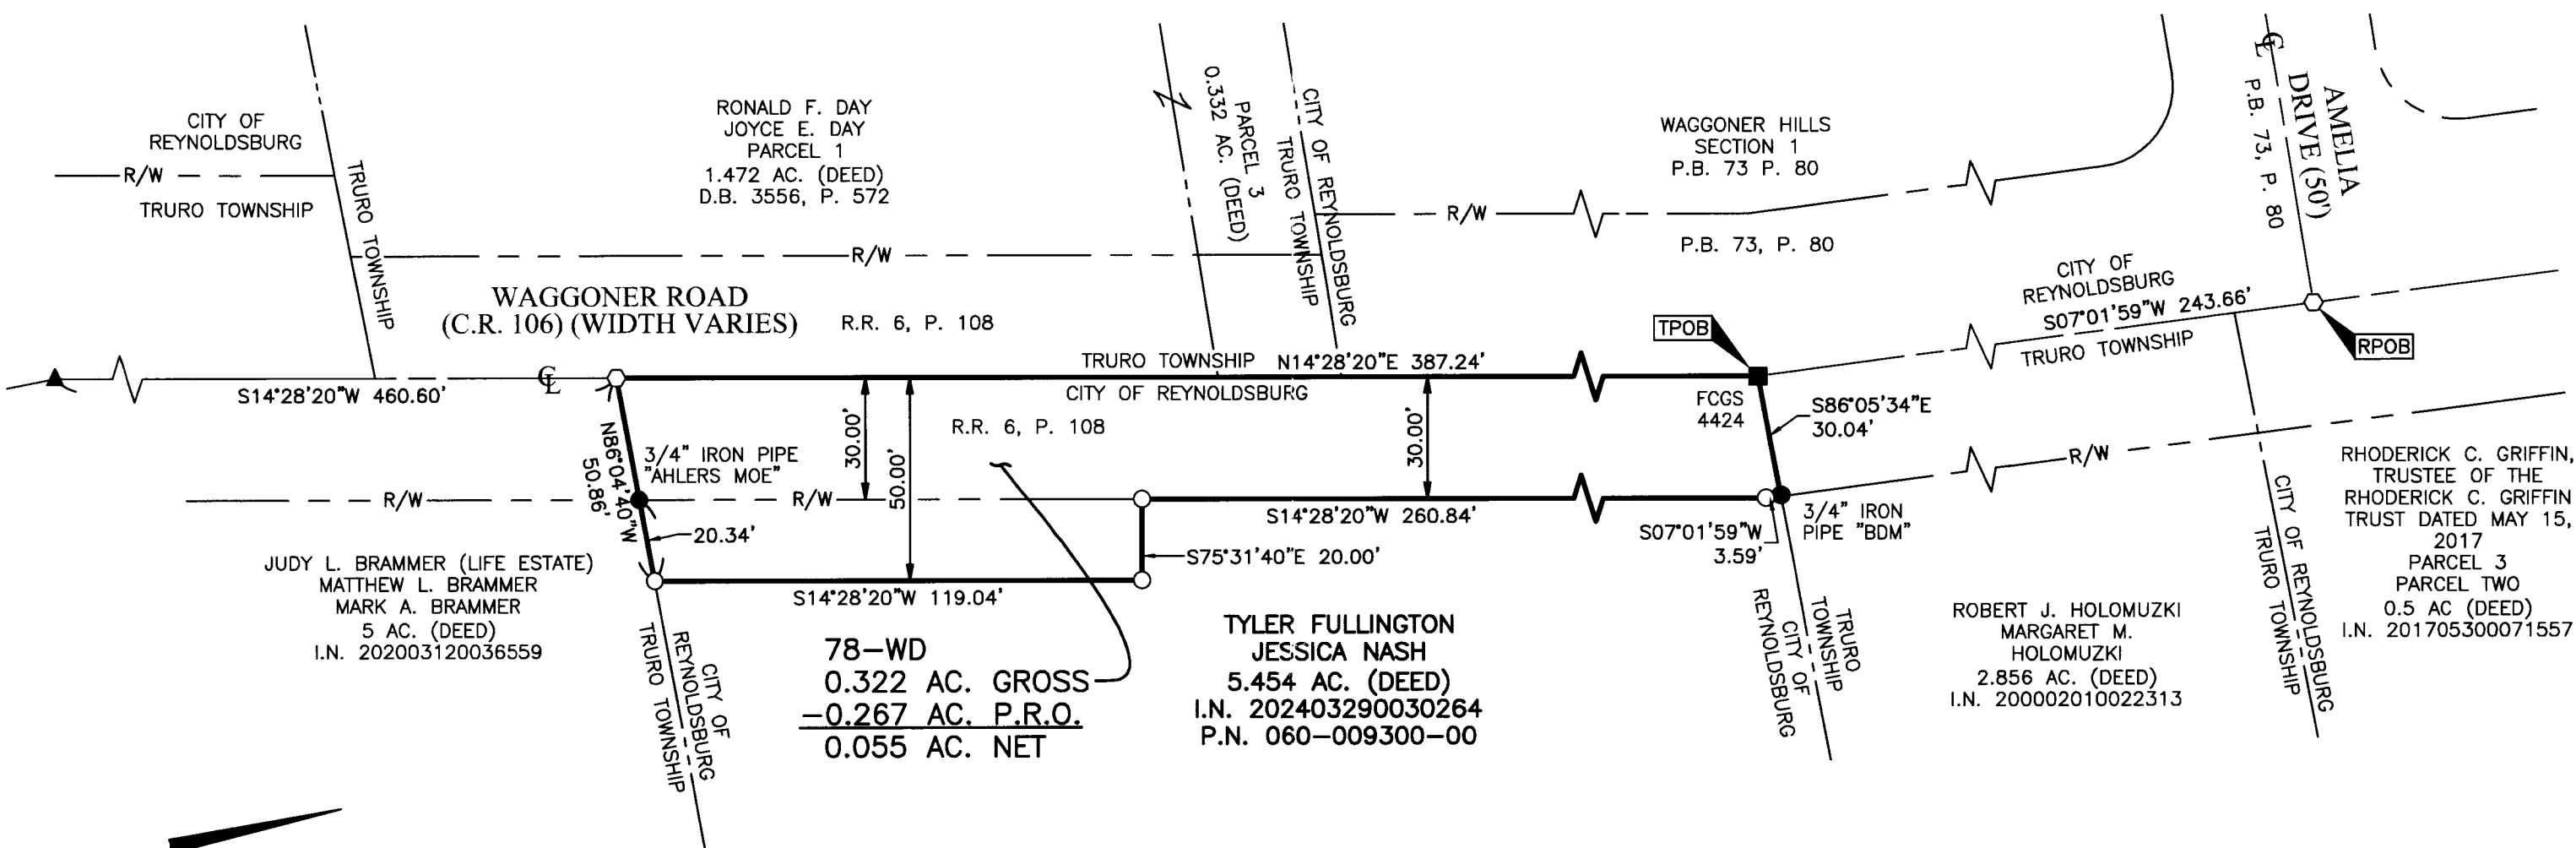 CITY OF
REYNOLDSBURG
R/W
TRURO TOWNSHIP
TRURO TOWNSHIP
RONALD F. DAY
JOYCE E. DAY
PARCEL 1
1.472 AC. (DEED)
D.B. 3556, P. 572
R/W
WAGGONER ROAD
(C.R. 106) (WIDTH VARIES)
R.R. 6, P. 108
PARCEL 3
0.332 AC. (DEED)
CITY OF REYNOLDSBURG
TRURO TOWNSHIP
WAGGONER HILLS
SECTION 1
P.B. 73 P. 80
R/W
P.B. 73, P. 80
AMELIA
DRIVE (50')
P.B. 73, P. 80
CL
CITY OF
REYNOLDSBURG
S07°01'59"W 243.66'
TRURO TOWNSHIP
RPOB
TPOB
TRURO TOWNSHIP
N14°28'20"E 387.24'
CITY OF REYNOLDSBURG
S14°28'20"W 460.60'
CL
FCGS
4424
S86°05'34"E
30.04'
N86°04'40"W
50.86'
3/4" IRON PIPE
"AHLERS MOE"
30.00'
50.00'
R.R. 6, P. 108
30.00'
R/W
R/W
R/W
20.34'
S14°28'20"W 260.84'
S07°01'59"W
3.59'
3/4" IRON
PIPE "BDM"
S75°31'40"E 20.00'
S14°28'20"W 119.04'
JUDY L. BRAMMER (LIFE ESTATE)
MATTHEW L. BRAMMER
MARK A. BRAMMER
5 AC. (DEED)
I.N. 202003120036559
CITY OF
REYNOLDSBURG
TRURO TOWNSHIP
78-WD
0.322 AC. GROSS
-0.267 AC. P.R.O.
0.055 AC. NET
TYLER FULLINGTON
JESSICA NASH
5.454 AC. (DEED)
I.N. 202403290030264
P.N. 060-009300-00
TRURO
TOWNSHIP
CITY OF
REYNOLDSBURG
ROBERT J. HOLOMUZKI
MARGARET M.
HOLOMUZKI
2.856 AC. (DEED)
I.N. 200002010022313
CITY OF REYNOLDSBURG
TRURO TOWNSHIP
RHODERICK C. GRIFFIN,
TRUSTEE OF THE
RHODERICK C. GRIFFIN
TRUST DATED MAY 15,
2017
PARCEL 3
PARCEL TWO
0.5 AC (DEED)
I.N. 201705300071557